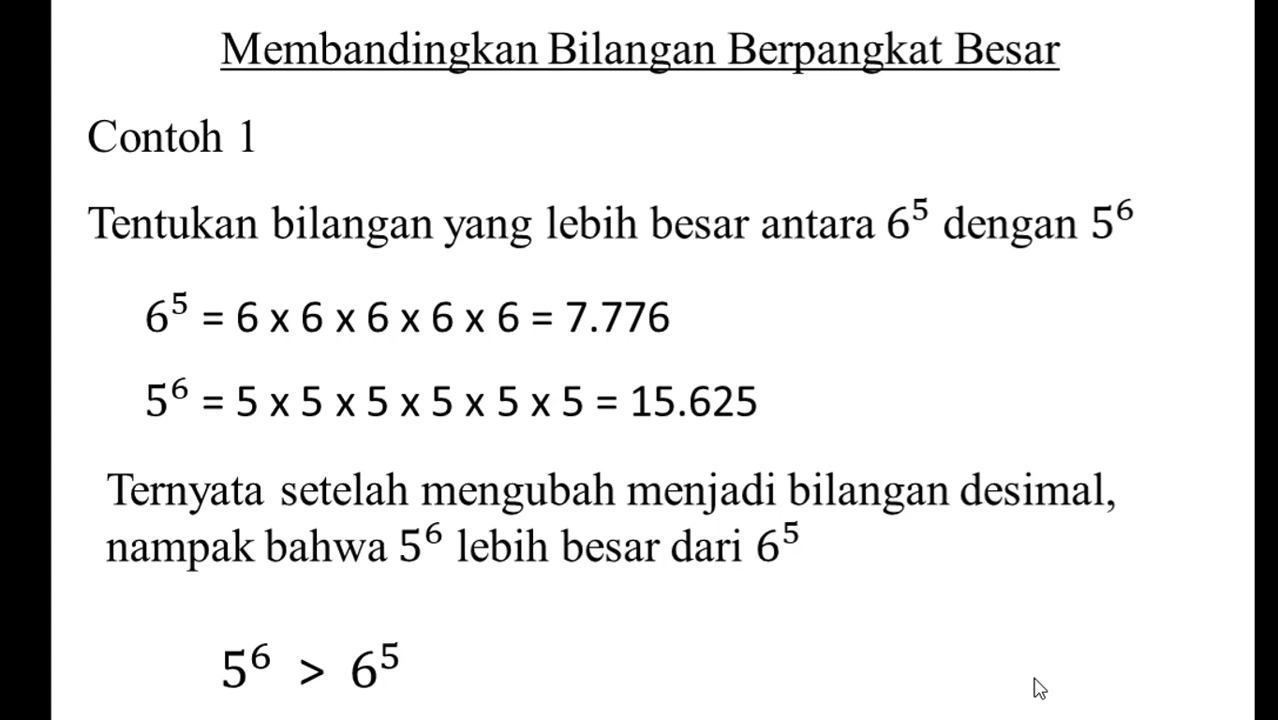 Membandingkan Bilangan Berpangkat Besar
Contoh 1
Tentukan bilangan yang lebih besar antara 6⁵ dengan 5⁶
6⁵ = 6 x 6 x 6 x 6 x 6 = 7.776
5⁶ = 5 x 5 x 5 x 5 x 5 x 5 = 15.625
Ternyata setelah mengubah menjadi bilangan desimal,
nampak bahwa 5⁶ lebih besar dari 6⁵
5⁶ > 6⁵